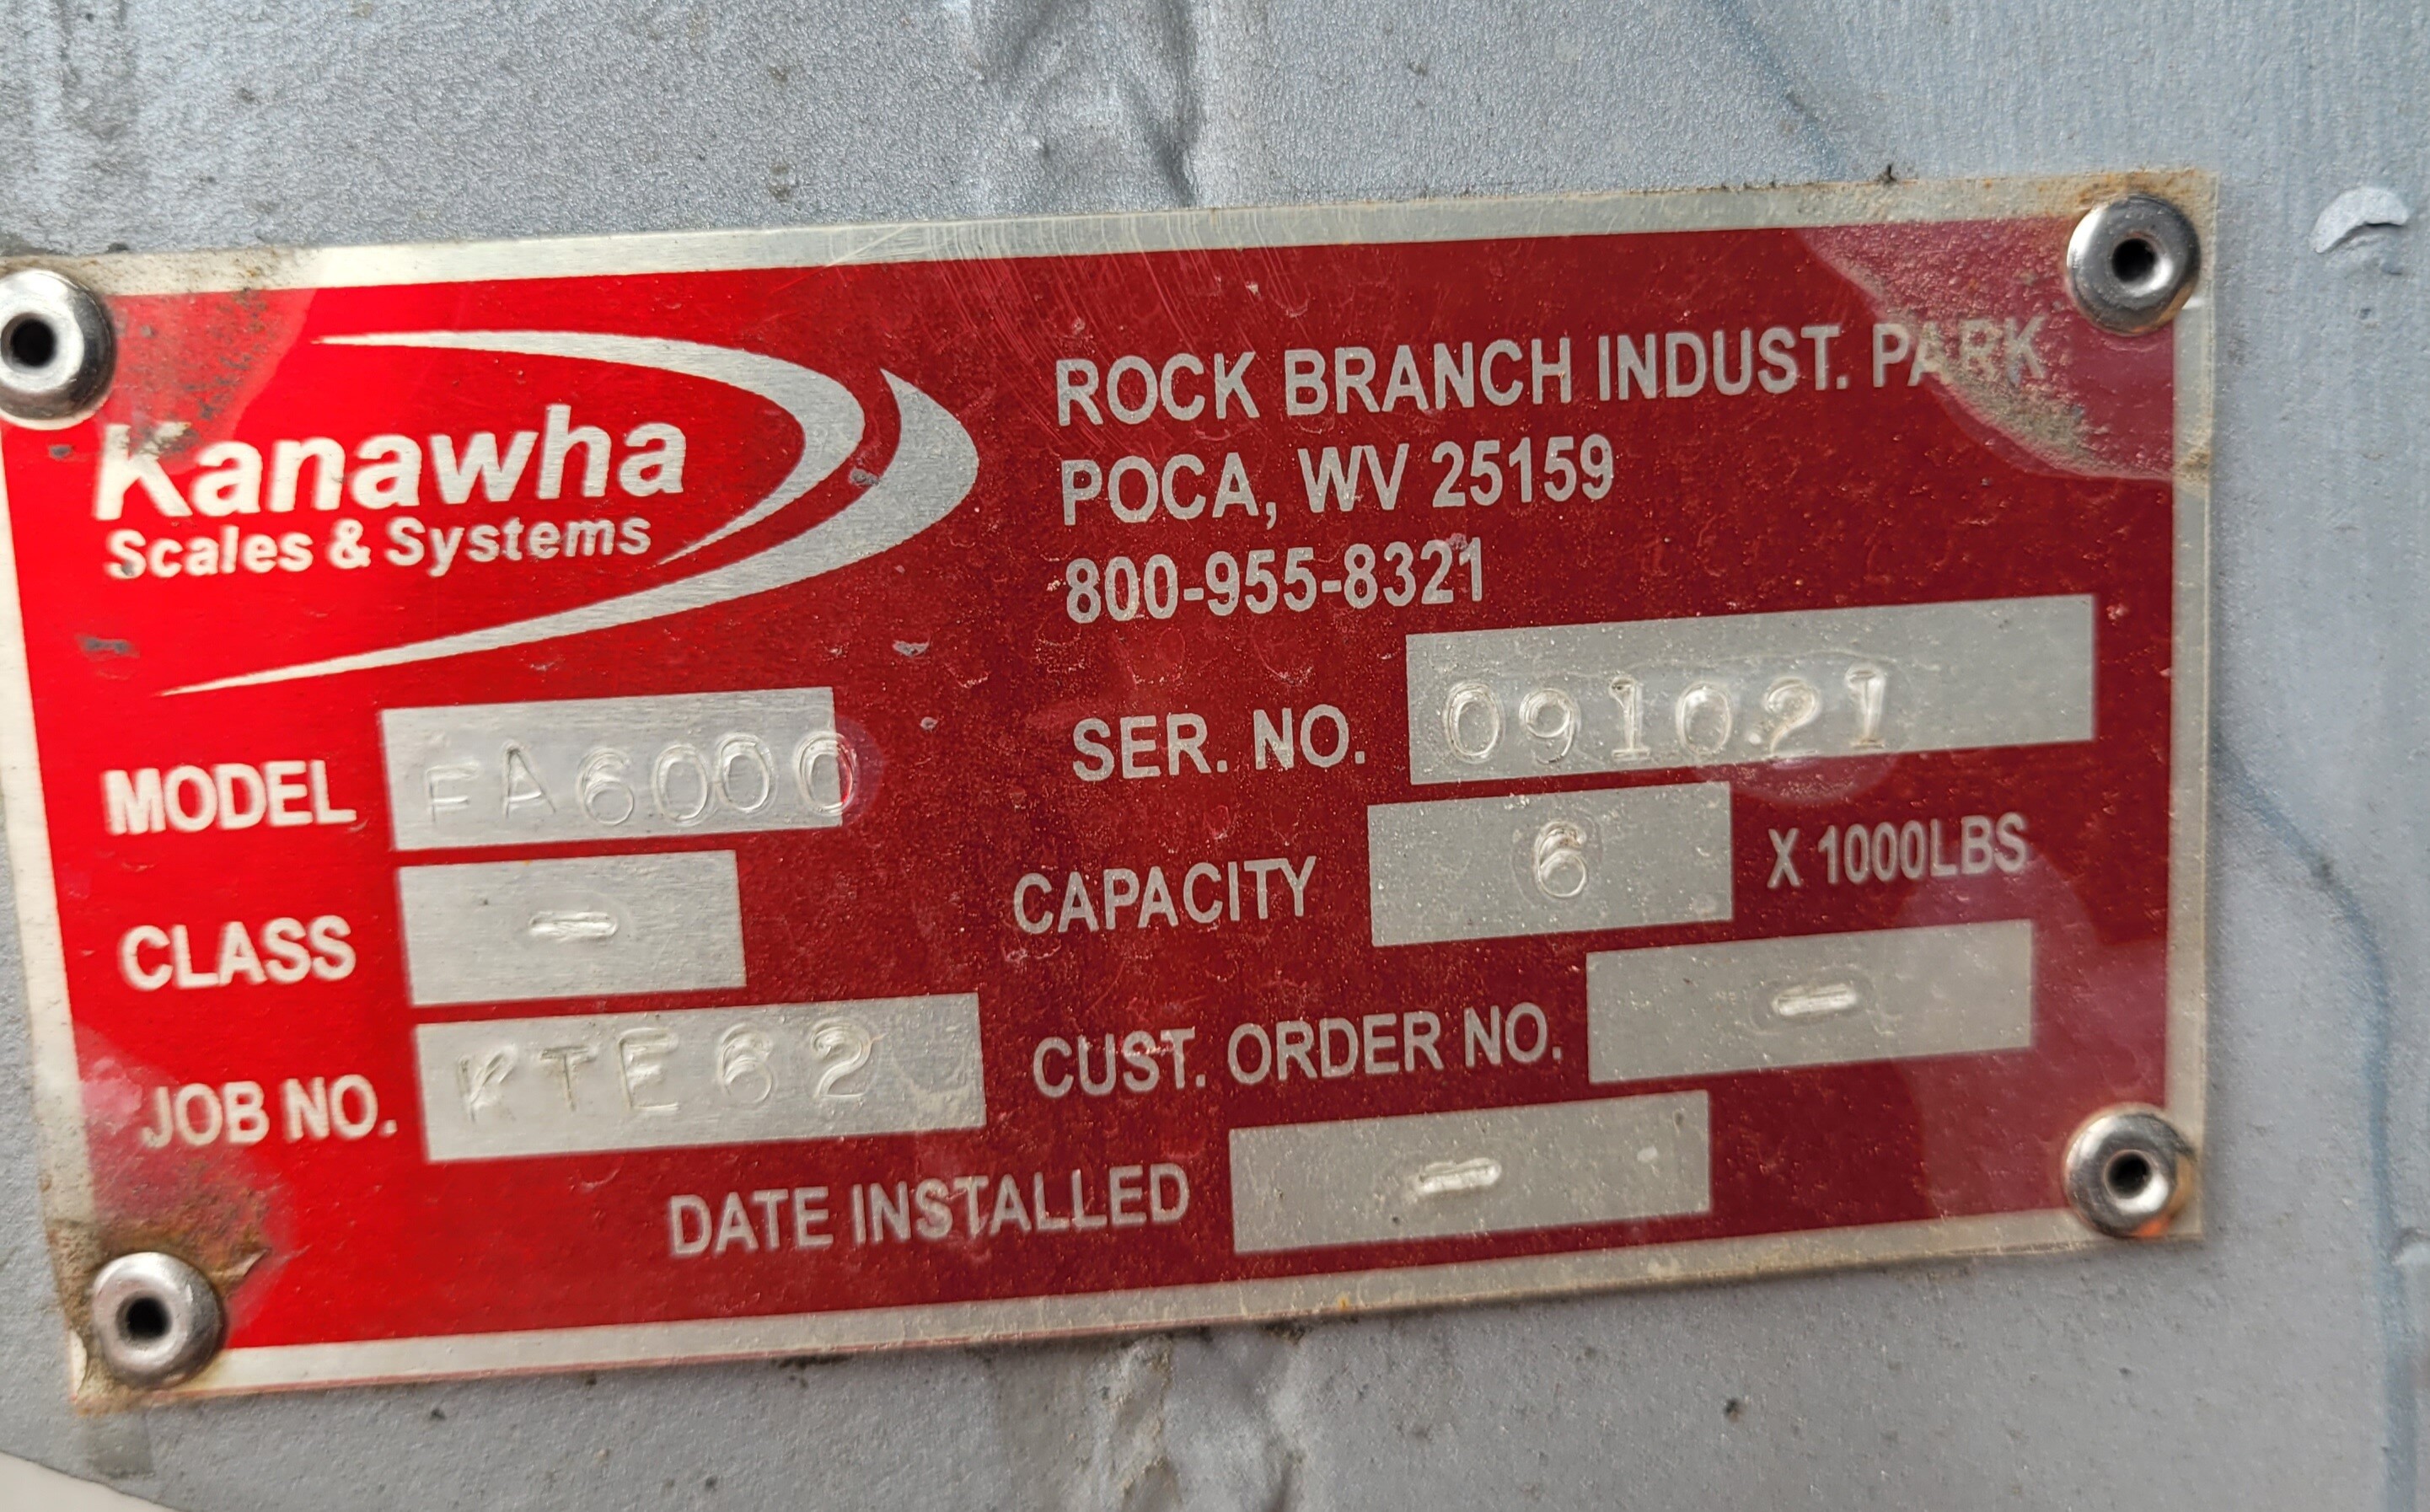 Kanawha
Scales & Systems
ROCK BRANCH INDUST. PARK
POCA, WV 25159
800-955-8321
SER. NO. 091021
MODEL FA6000
CAPACITY 6 X 1000LBS
CLASS -
CUST. ORDER NO. -
JOB NO. KTE62
DATE INSTALLED -